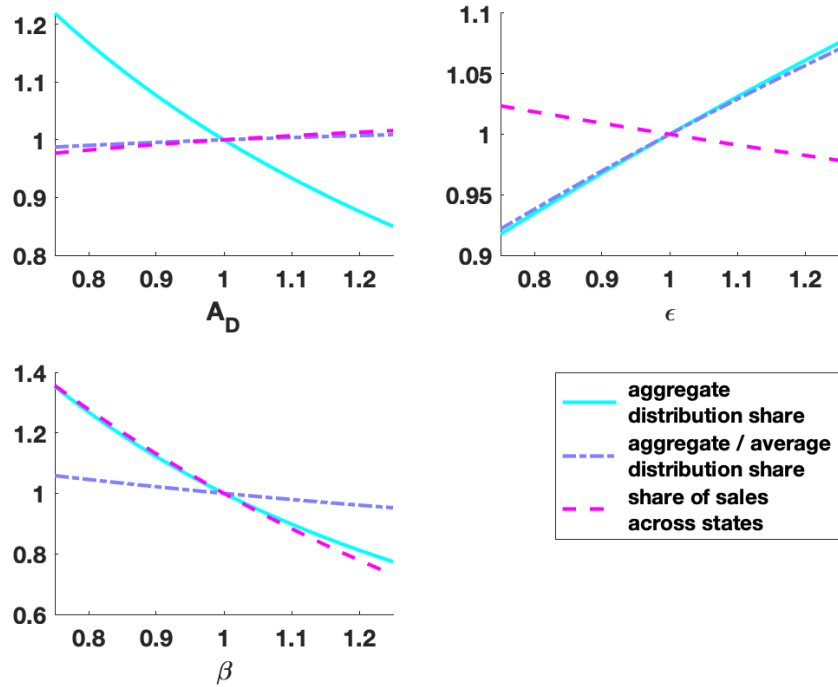 1.2
1.1
1
0.9
0.8
0.8 0.9 1 1.1 1.2
A_D
1.1
1.05
1
0.95
0.9
0.8 0.9 1 1.1 1.2
ϵ
1.4
1.2
1
0.8
0.6
0.8 0.9 1 1.1 1.2
β
aggregate
distribution share
aggregate / average
distribution share
share of sales
across states